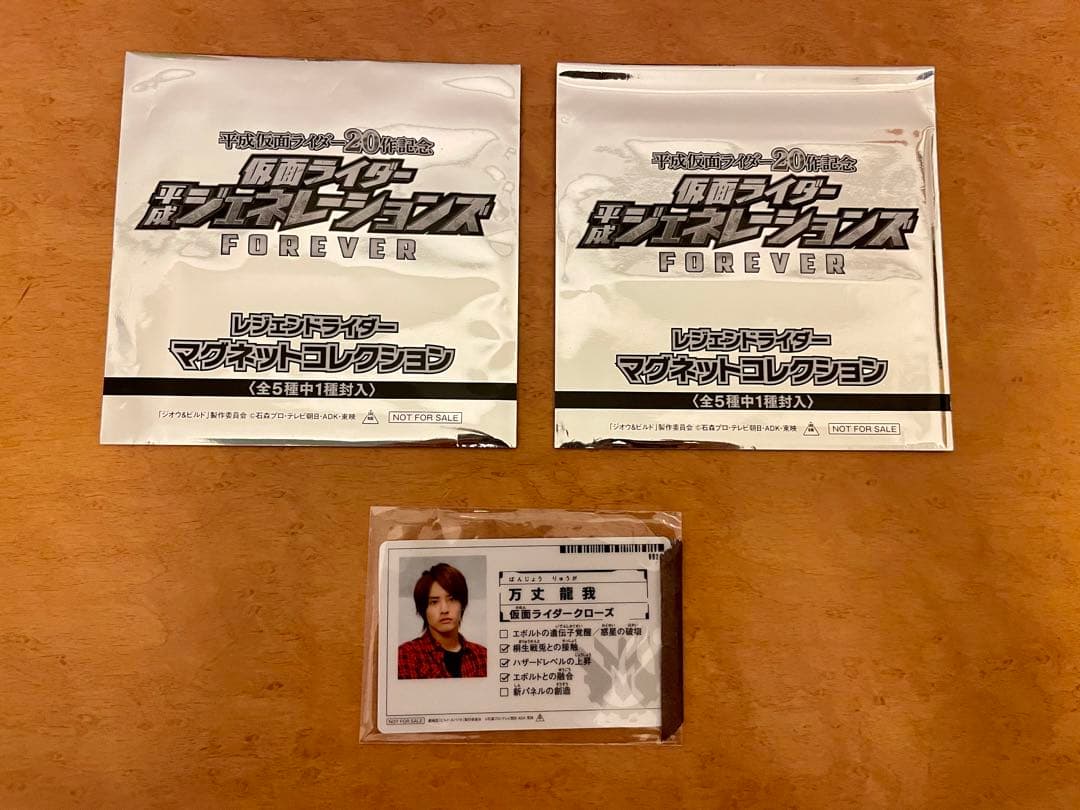 平成仮面ライダー20作記念
仮面ライダー
平成ジェネレーションズ
FOREVER
レジェンドライダー
マグネットコレクション
〈全5種中1種封入〉
「ジオウ&ビルド」製作委員会 ©石森プロ・テレビ朝日・ADK・東映
NOT FOR SALE
平成仮面ライダー20作記念
仮面ライダー
平成ジェネレーションズ
FOREVER
レジェンドライダー
マグネットコレクション
〈全5種中1種封入〉
「ジオウ&ビルド」製作委員会 ©石森プロ・テレビ朝日・ADK・東映
NOT FOR SALE
ばんじょう りゅうが
万丈 龍我
仮面ライダークローズ
エボルトの遺伝子覚醒/惑星の破壊
桐生戦兎との接触
ハザードレベルの上昇
エボルトとの融合
新パネルの創造
NOT FOR SALE